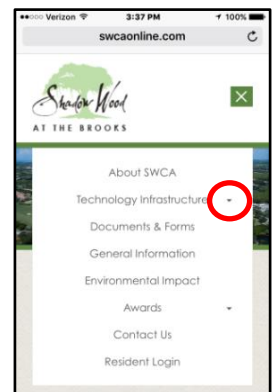 Verizon 3:37 PM 100%
swcaonline.com
Shadow Wood
AT THE BROOKS
About SWCA
Technology Infrastructure
Documents & Forms
General Information
Environmental Impact
Awards
Contact Us
Resident Login